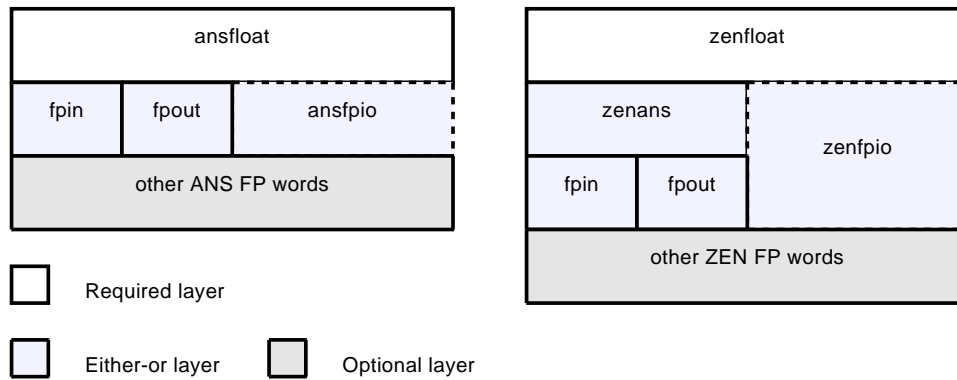 ansfloat
fpin
fpout
ansfpio
other ANS FP words
zenfloat
zenans
zenfpio
fpin
fpout
other ZEN FP words
Required layer
Either-or layer
Optional layer